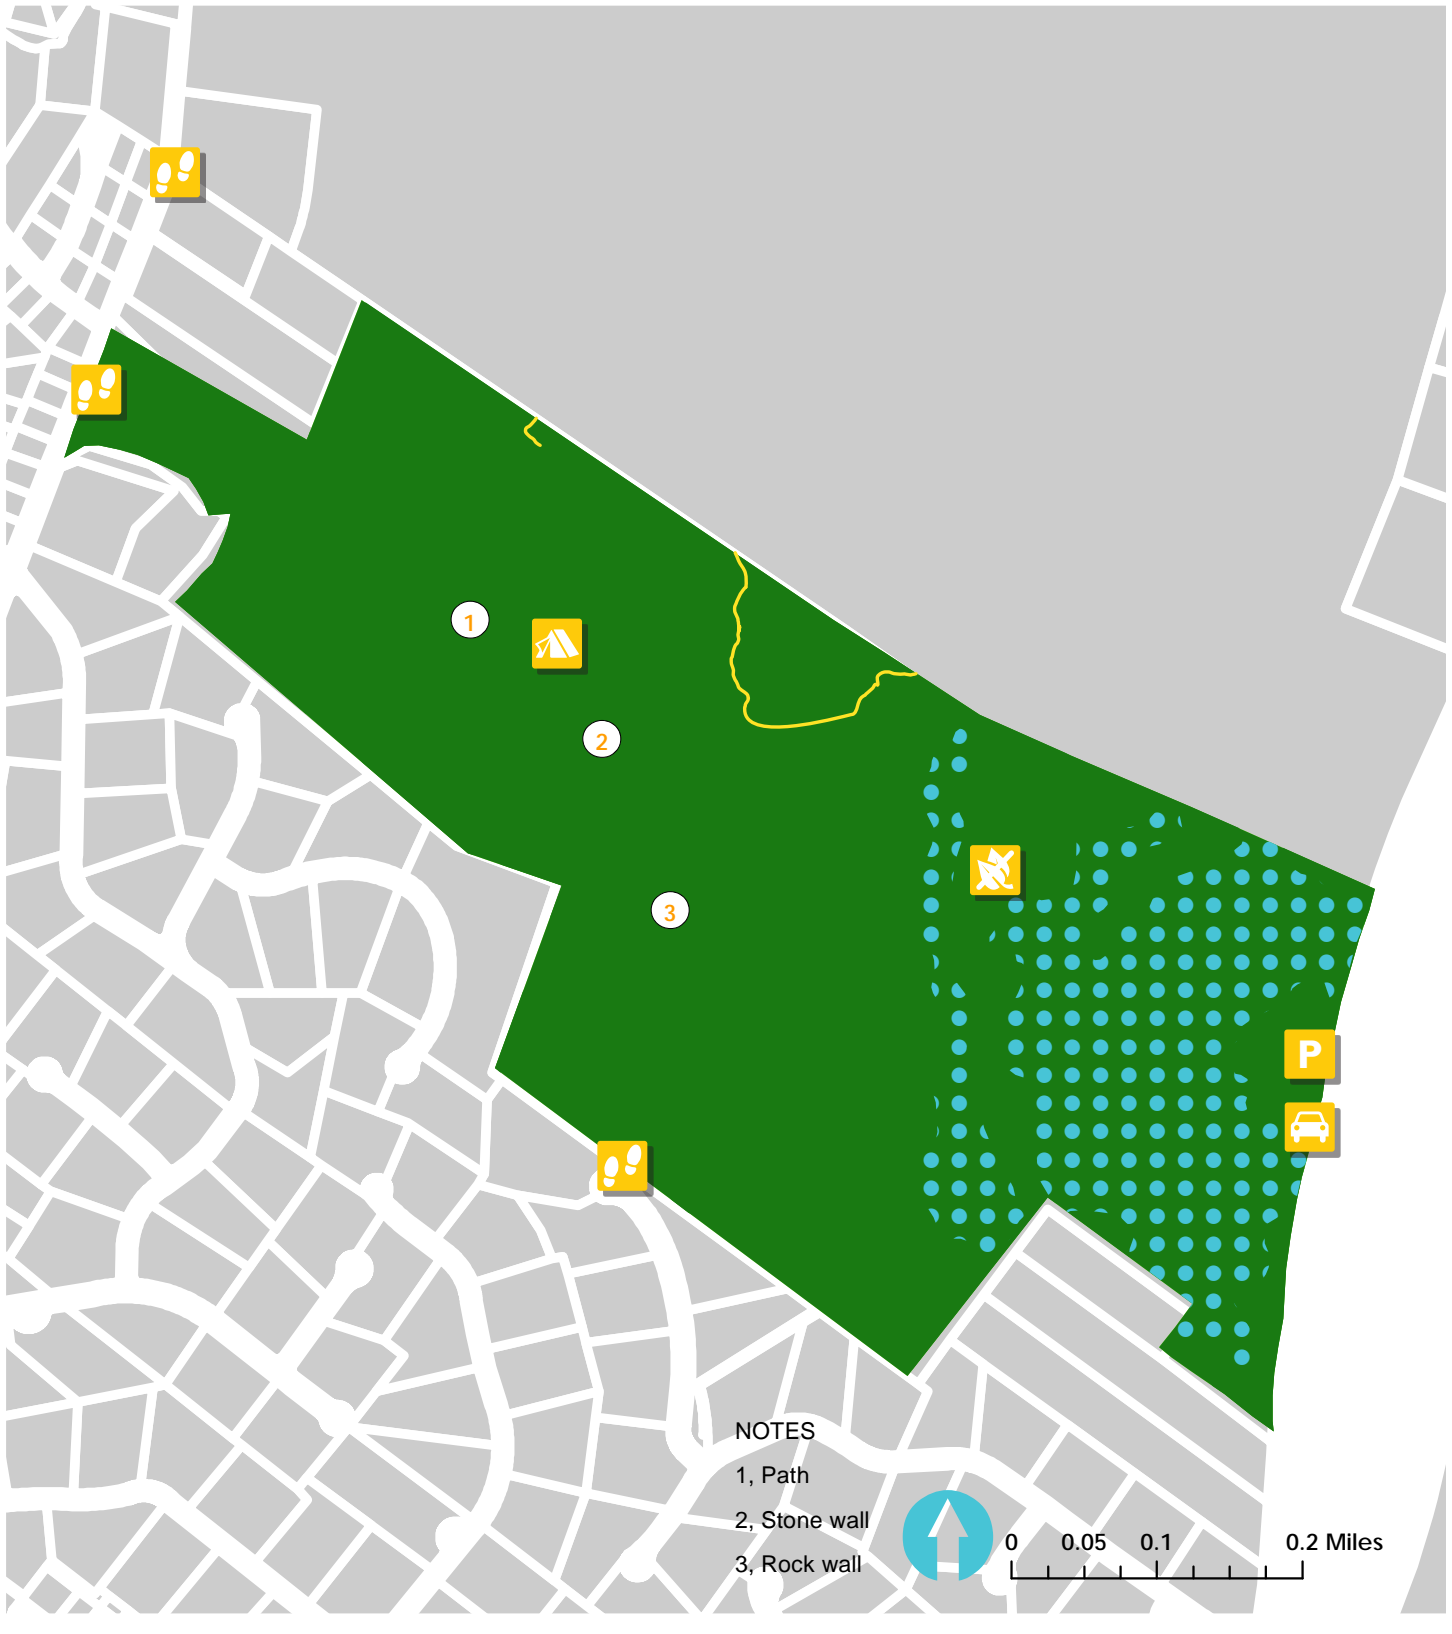 1
2
3
P
NOTES
1, Path
2, Stone wall
3, Rock wall
0 0.05 0.1 0.2 Miles